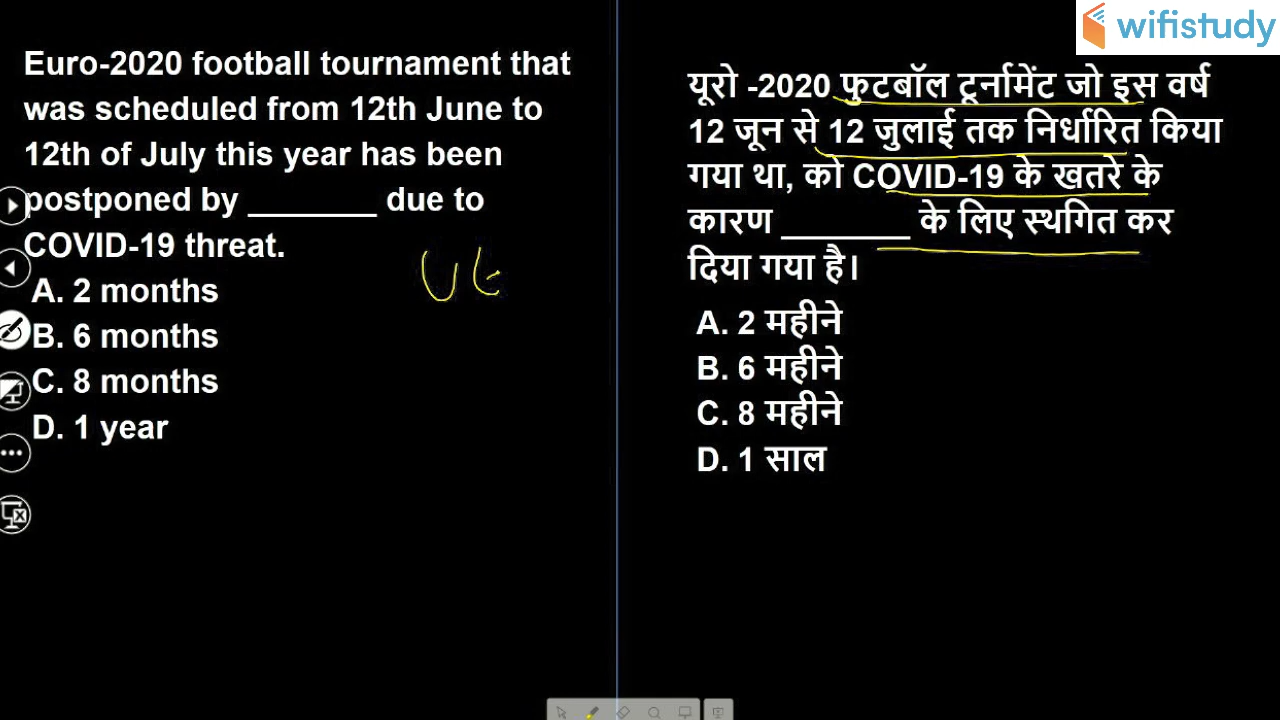 wifistudy
Euro-2020 football tournament that
was scheduled from 12th June to
12th of July this year has been
postponed by _______ due to
COVID-19 threat.
A. 2 months
B. 6 months
C. 8 months
D. 1 year
यूरो -2020 फुटबॉल टूर्नामेंट जो इस वर्ष
12 जून से 12 जुलाई तक निर्धारित किया
गया था, को COVID-19 के खतरे के
कारण _______ के लिए स्थगित कर
दिया गया है।
A. 2 महीने
B. 6 महीने
C. 8 महीने
D. 1 साल